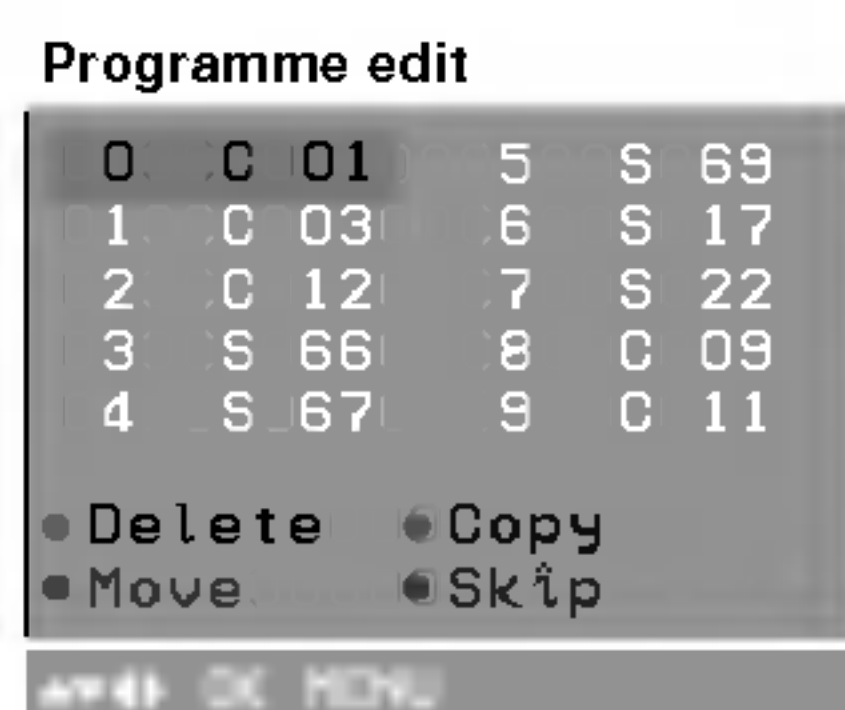 Programme edit
0 C 01 5 S 69
1 C 03 6 S 17
2 C 12 7 S 22
3 S 66 8 C 09
4 S 67 9 C 11
Delete Copy
Move Skip
▲▼◀▶ OK MENU